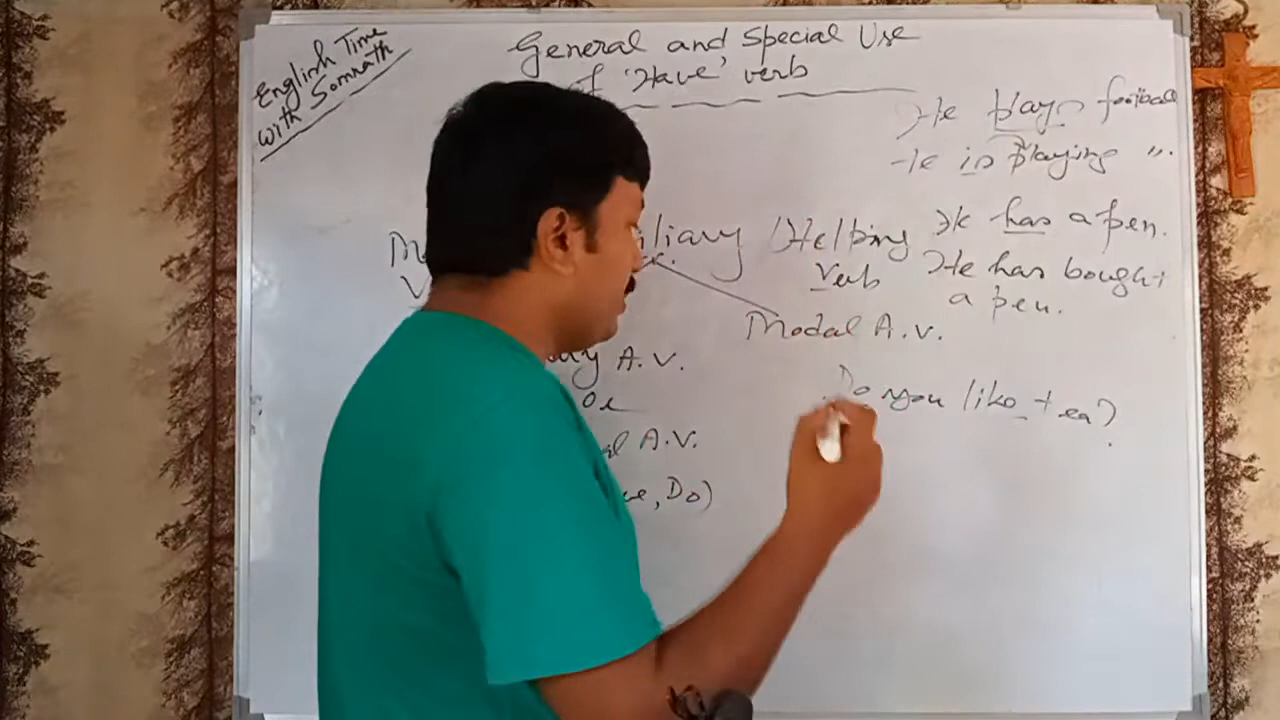 English Time
with Somnath
General and Special Use
of 'Have' verb
He plays football
He is playing ".
iliary / Helping
Verb
He has a pen.
He has bought
a pen.
Modal A.V.
A.V.
A.V.
, Do)
Do you like tea?